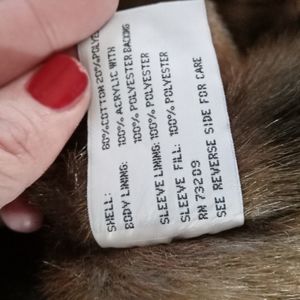 SHELL: 80%COTTON 20%POLYE
BODY LINING: 100% ACRYLIC WITH
100% POLYESTER BACKING
SLEEVE LINING: 100% POLYESTER
SLEEVE FILL: 100% POLYESTER
RN 73209
SEE REVERSE SIDE FOR CARE